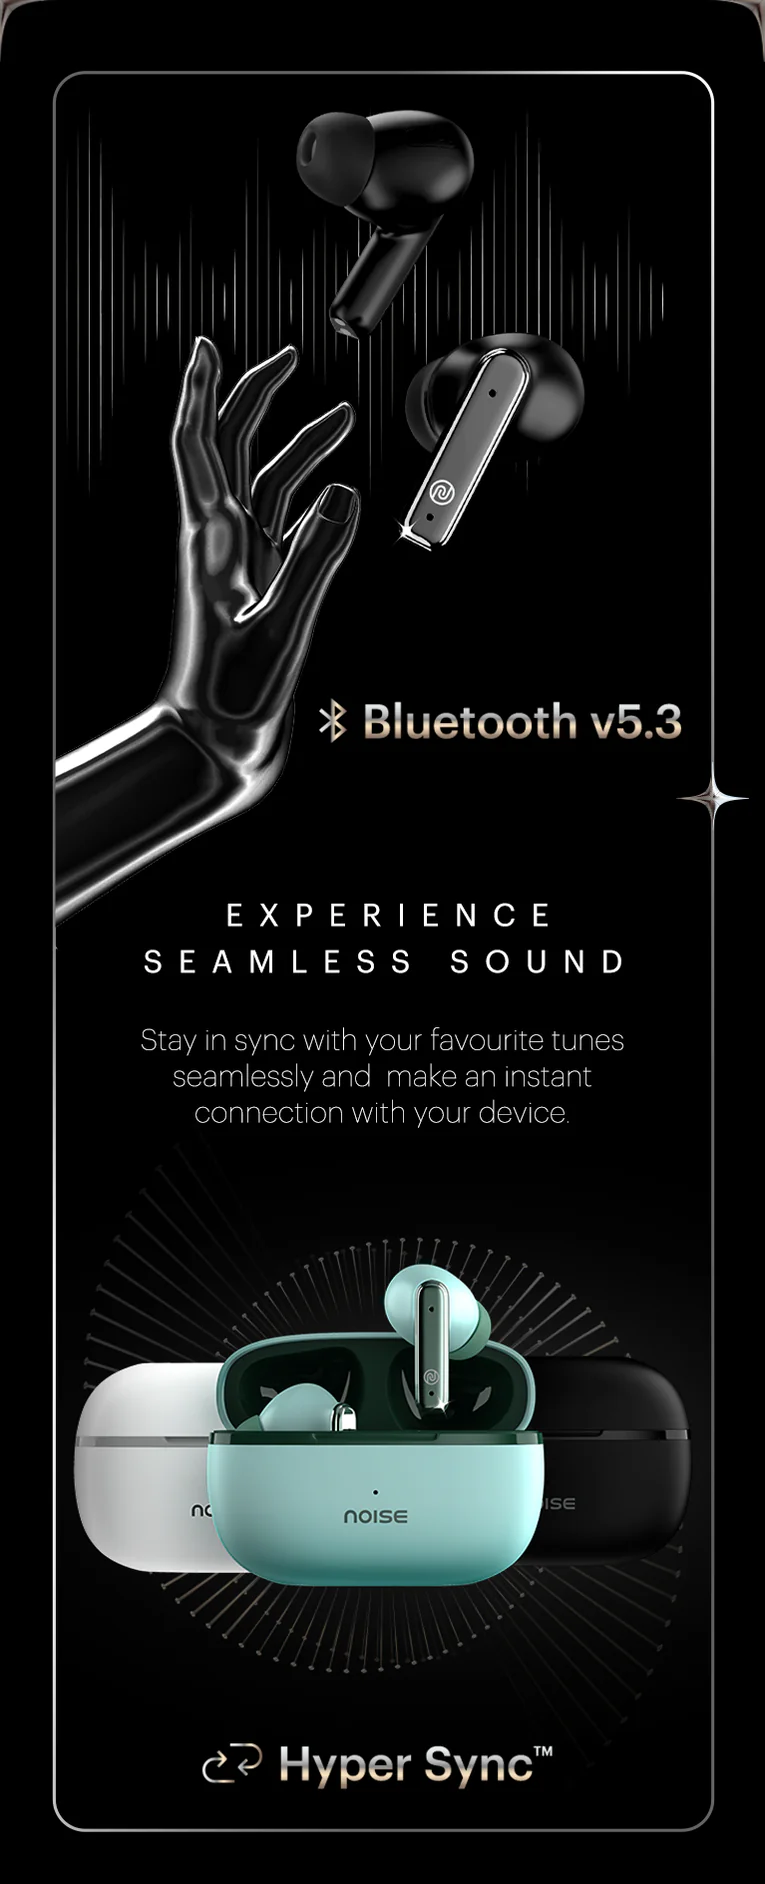 Bluetooth v5.3
EXPERIENCE
SEAMLESS SOUND
Stay in sync with your favourite tunes
seamlessly and make an instant
connection with your device.
NOISE
Hyper Sync™